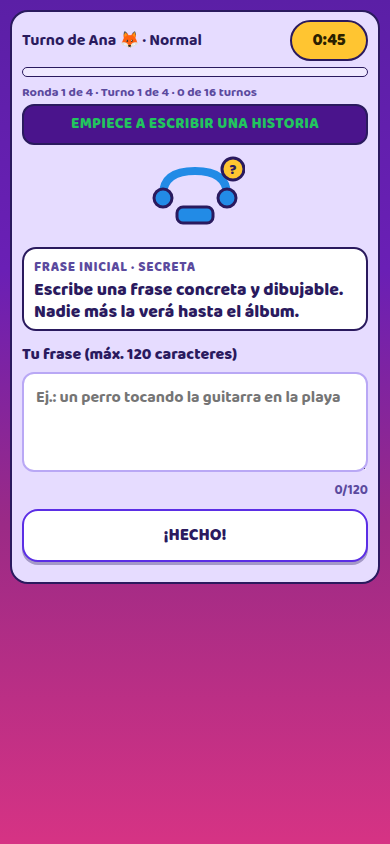 Turno de Ana 🦊 · Normal
0:45
Ronda 1 de 4 · Turno 1 de 4 · 0 de 16 turnos
EMPIECE A ESCRIBIR UNA HISTORIA
?
FRASE INICIAL · SECRETA
Escribe una frase concreta y dibujable.
Nadie más la verá hasta el álbum.
Tu frase (máx. 120 caracteres)
Ej.: un perro tocando la guitarra en la playa
0/120
¡HECHO!